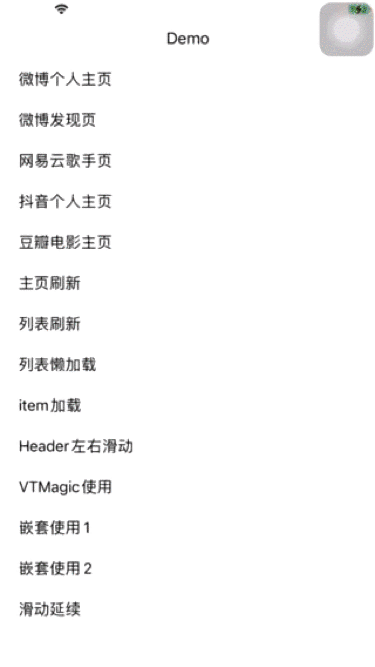 Demo
微博个人主页
微博发现页
网易云歌手页
抖音个人主页
豆瓣电影主页
主页刷新
列表刷新
列表懒加载
item加载
Header左右滑动
VTMagic使用
嵌套使用1
嵌套使用2
滑动延续